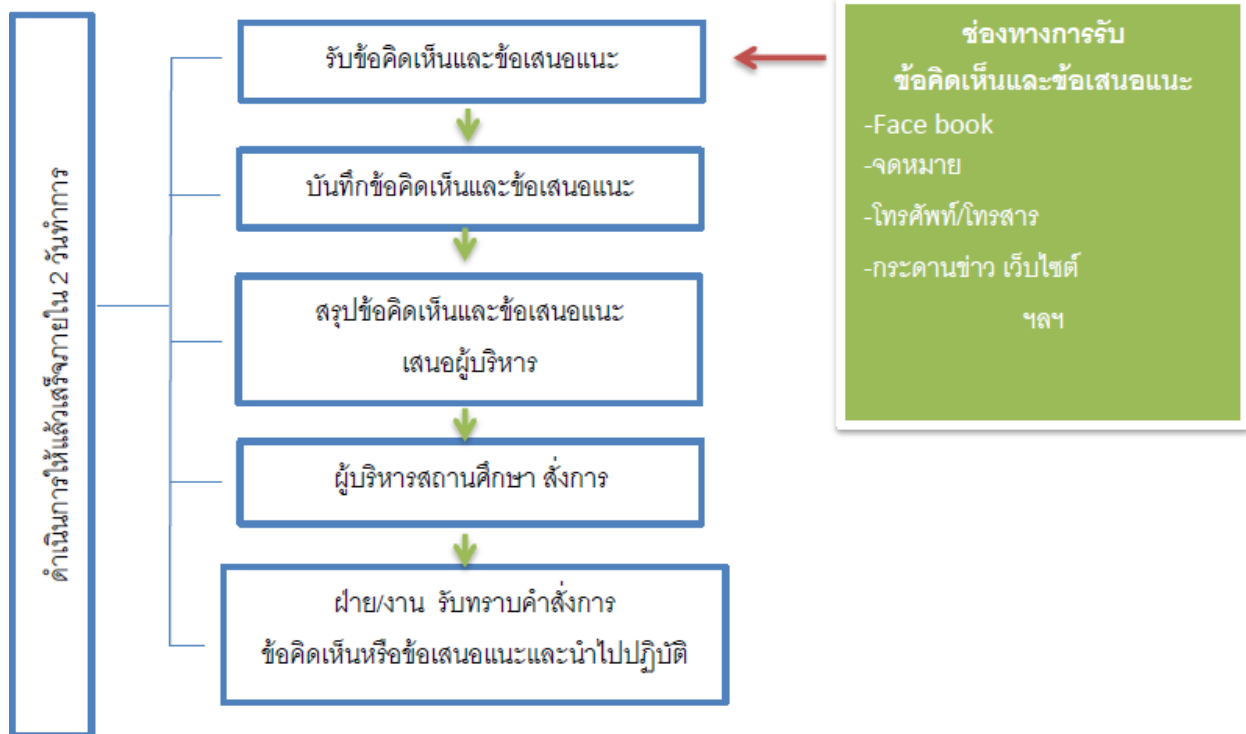 ดำเนินการให้แล้วเสร็จภายใน 2 วันทำการ
รับข้อคิดเห็นและข้อเสนอแนะ
บันทึกข้อคิดเห็นและข้อเสนอแนะ
สรุปข้อคิดเห็นและข้อเสนอแนะ
เสนอผู้บริหาร
ผู้บริหารสถานศึกษา สั่งการ
ฝ่าย/งาน รับทราบคำสั่งการ
ข้อคิดเห็นหรือข้อเสนอแนะและนำไปปฏิบัติ
ช่องทางการรับ
ข้อคิดเห็นและข้อเสนอแนะ
-Face book
-จดหมาย
-โทรศัพท์/โทรสาร
-กระดานข่าว เว็บไซต์
ฯลฯ